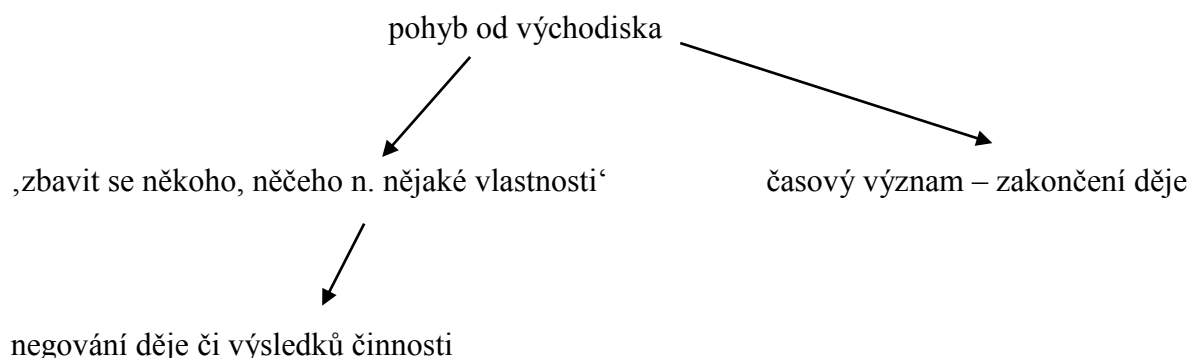 pohyb od východiska
‚zbavit se někoho, něčeho n. nějaké vlastnosti‘
časový význam – zakončení děje
negování děje či výsledků činnosti